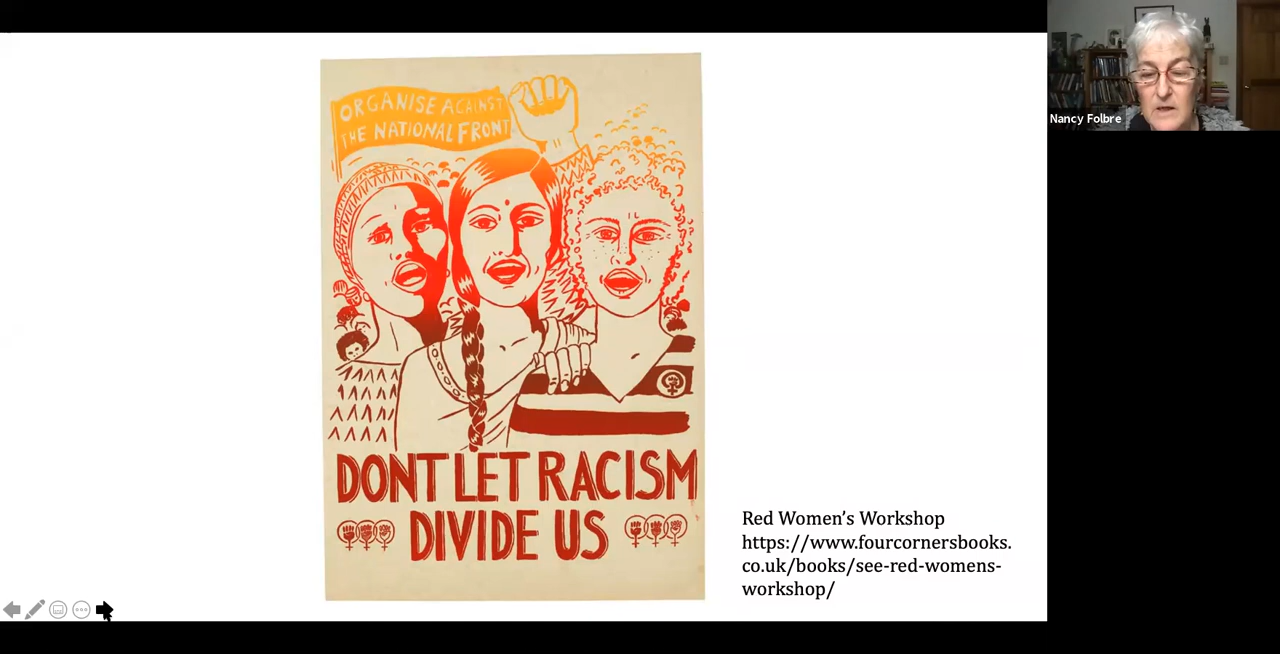 ORGANISE AGAINST
THE NATIONAL FRONT
DONT LET RACISM
DIVIDE US
Red Women's Workshop
https://www.fourcornersbooks.
co.uk/books/see-red-womens-
workshop/
Nancy Folbre